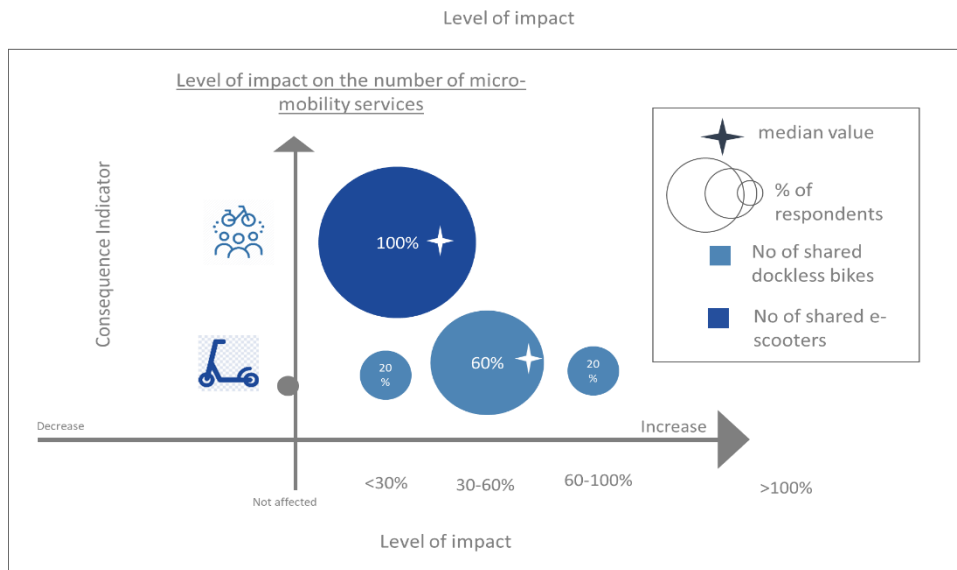 Level of impact
Level of impact on the number of micro-
mobility services
Consequence Indicator
median value
% of
respondents
No of shared
dockless bikes
No of shared e-
scooters
100%
20
%
60%
20
%
Decrease
Increase
Not affected
<30%
30-60%
60-100%
>100%
Level of impact